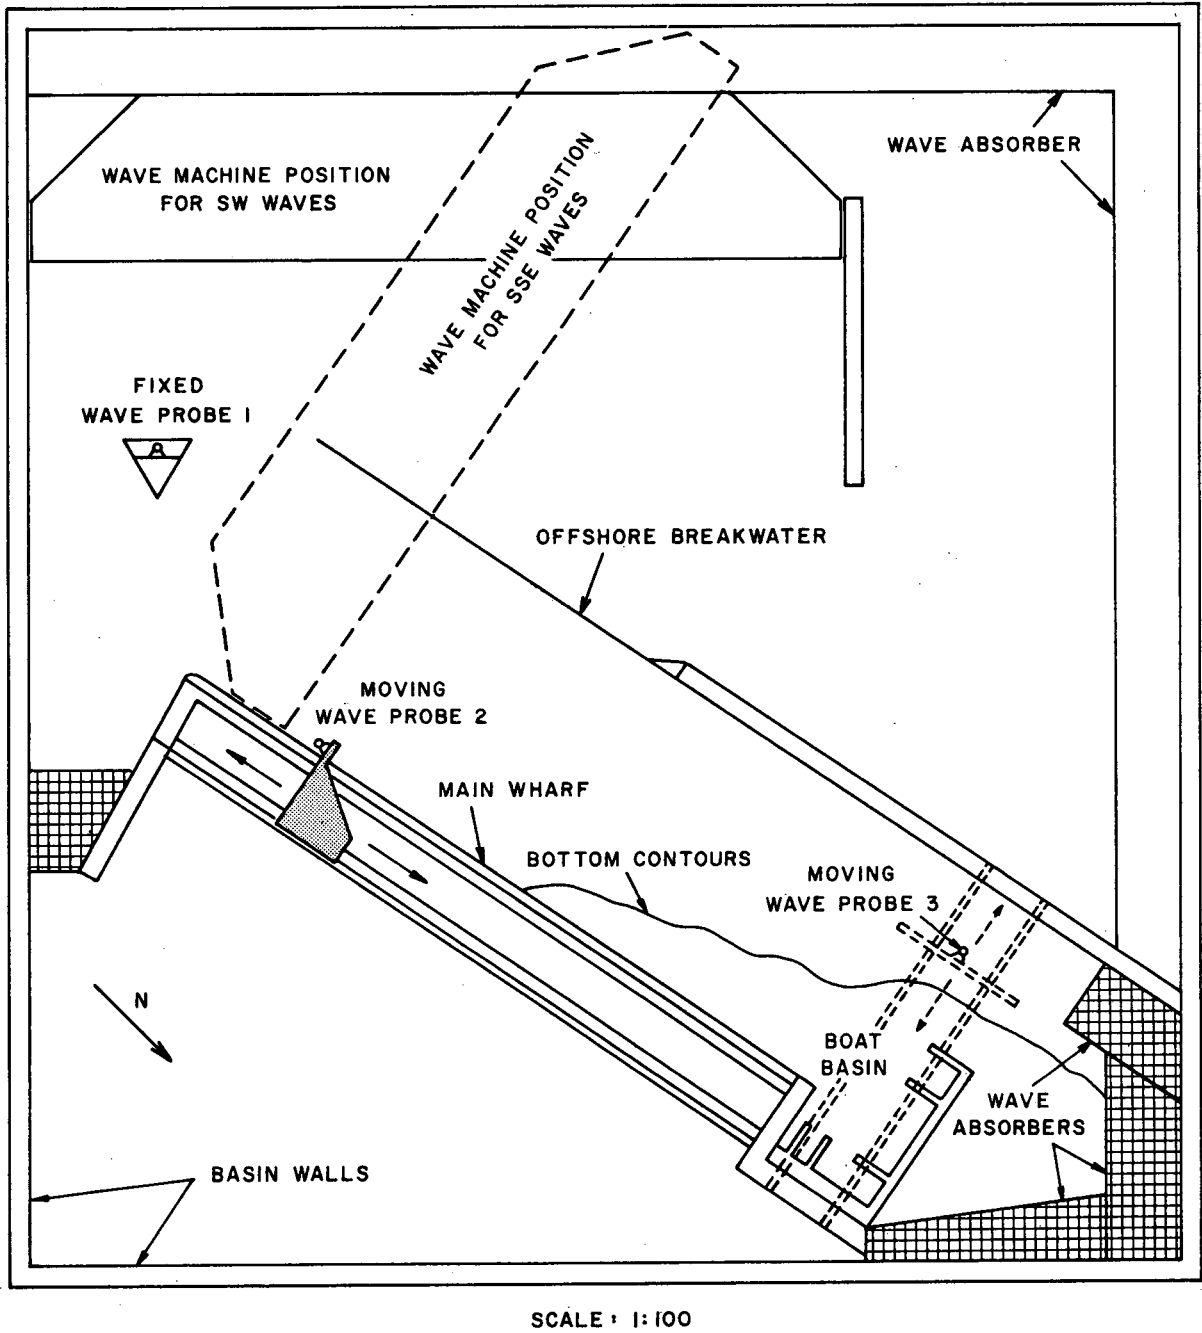 WAVE ABSORBER
WAVE MACHINE POSITION
FOR SW WAVES
WAVE MACHINE POSITION
FOR SSE WAVES
FIXED
WAVE PROBE 1
OFFSHORE BREAKWATER
MOVING
WAVE PROBE 2
MAIN WHARF
BOTTOM CONTOURS
MOVING
WAVE PROBE 3
N
BOAT
BASIN
WAVE
ABSORBERS
BASIN WALLS
SCALE: 1:100